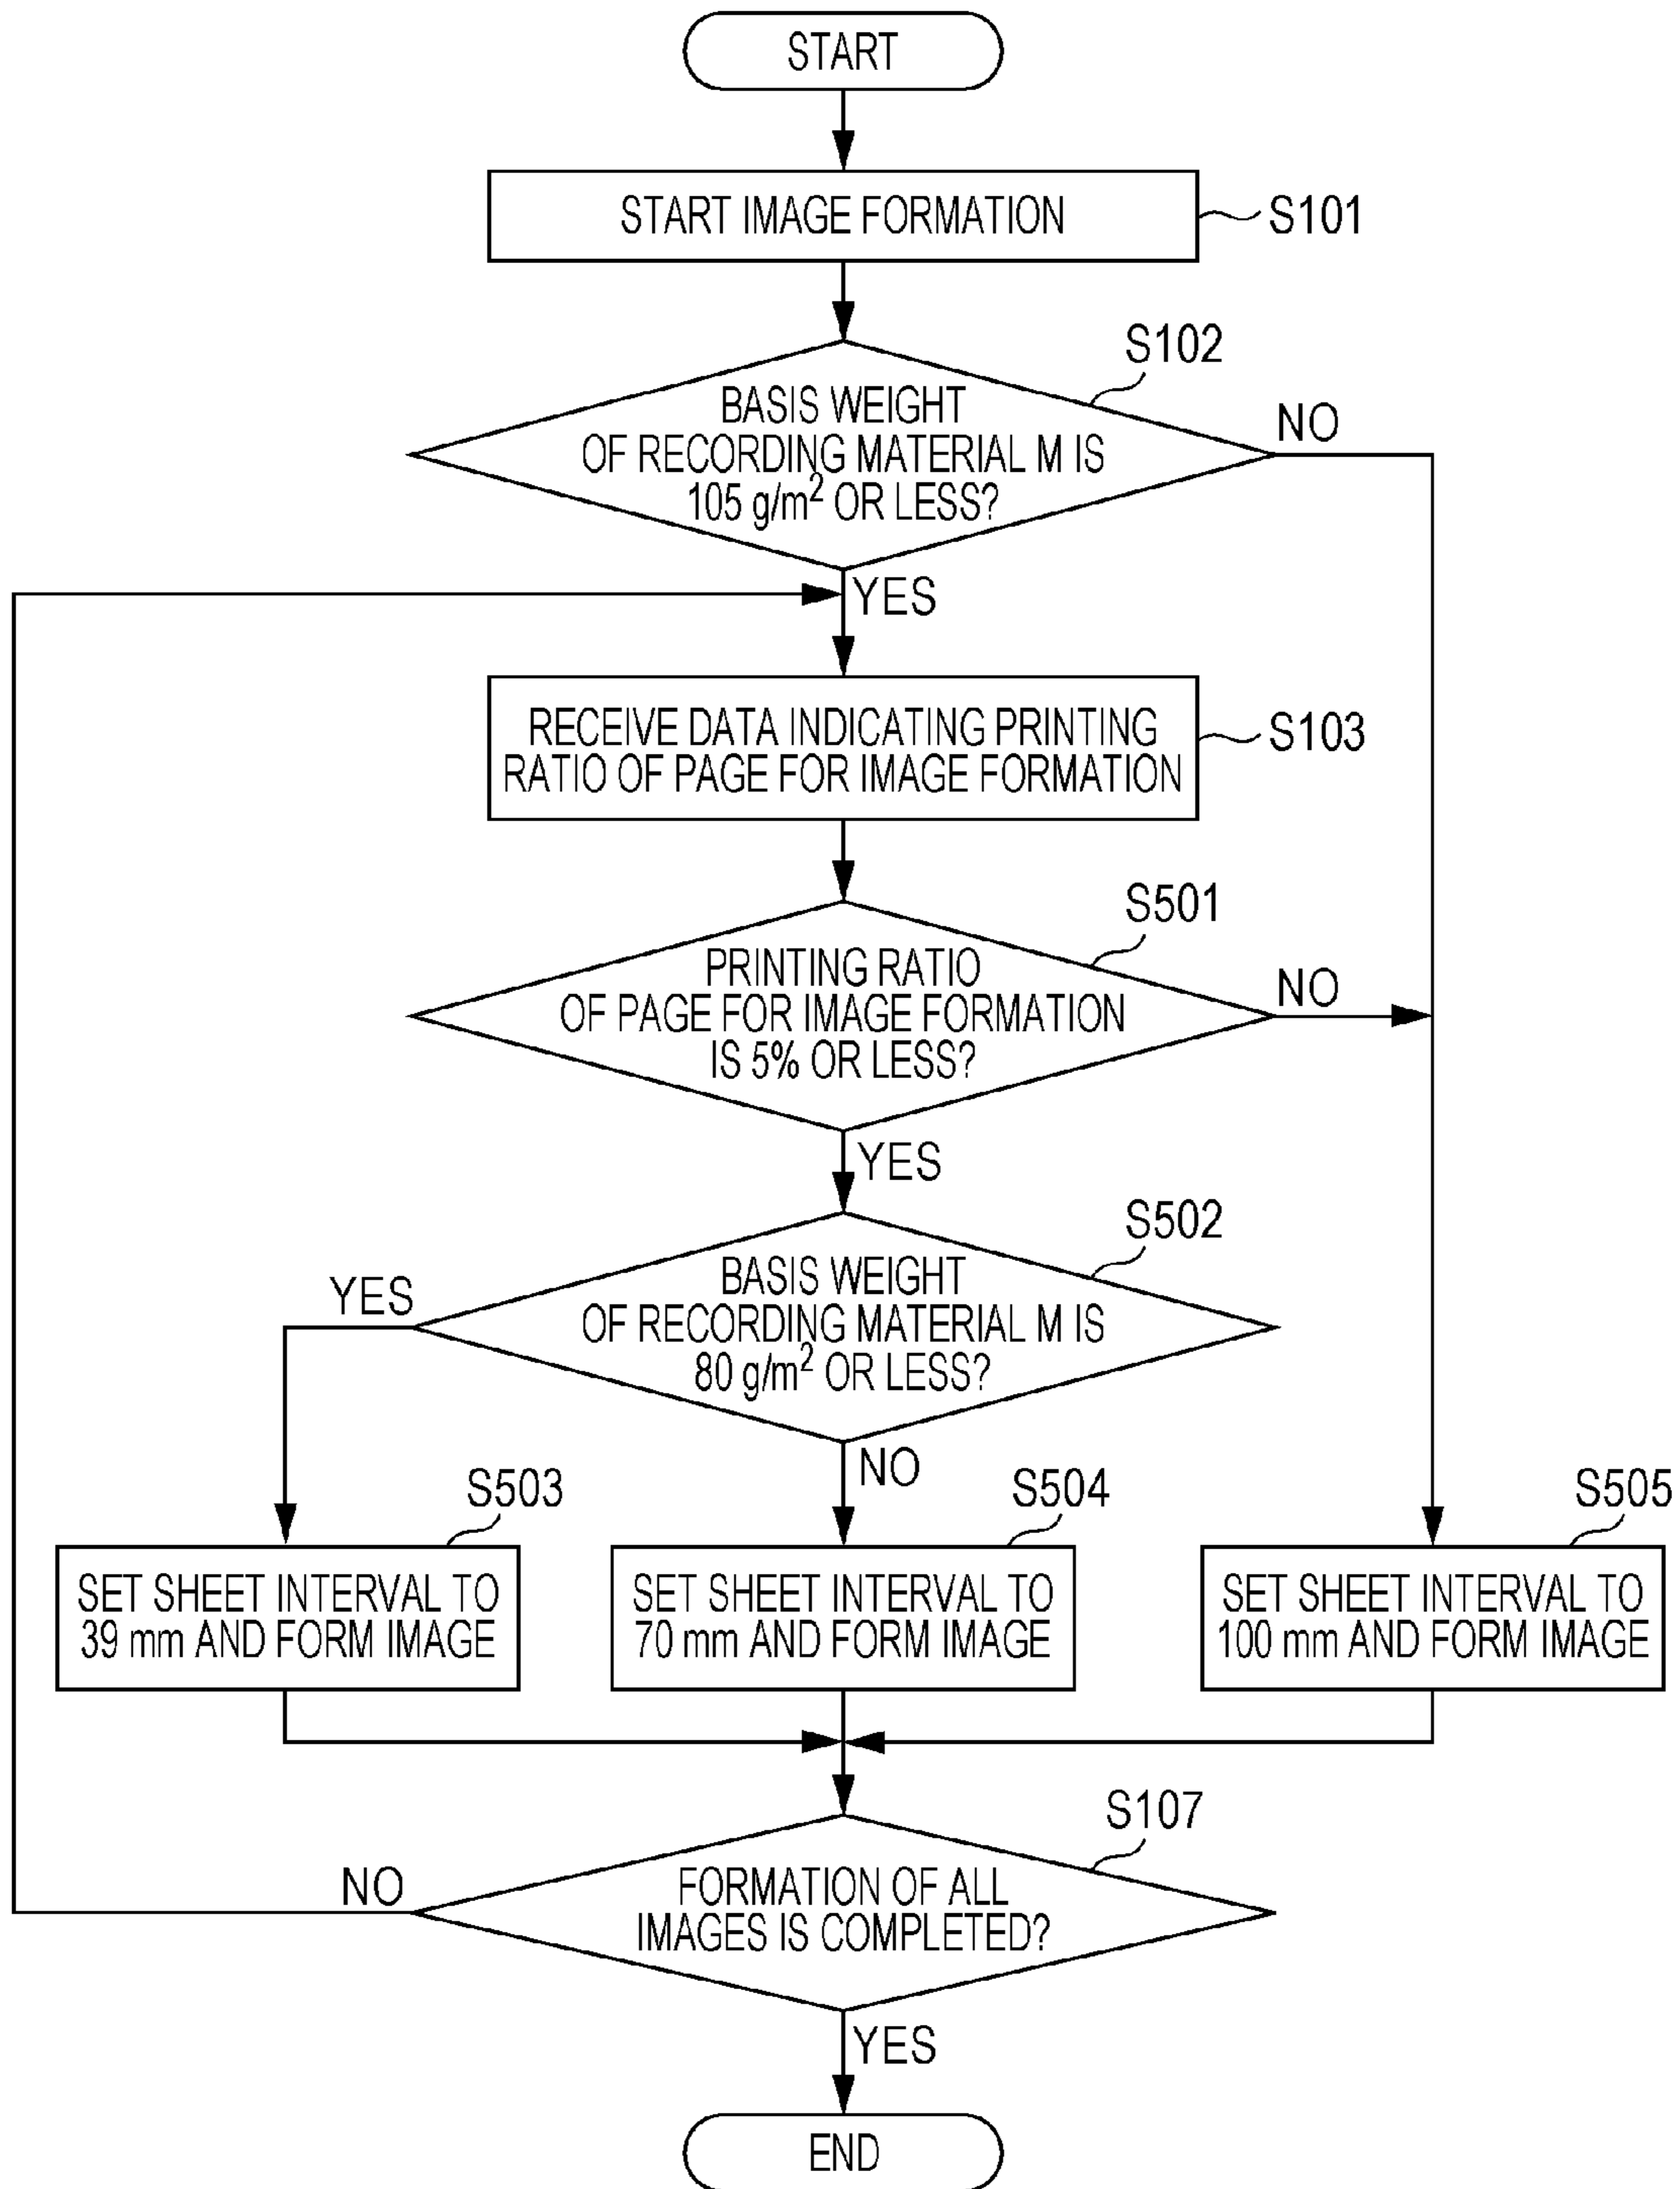 START
START IMAGE FORMATION
S101
S102
BASIS WEIGHT
OF RECORDING MATERIAL M IS
105 g/m² OR LESS?
NO
YES
RECEIVE DATA INDICATING PRINTING
RATIO OF PAGE FOR IMAGE FORMATION
S103
S501
PRINTING RATIO
OF PAGE FOR IMAGE FORMATION
IS 5% OR LESS?
NO
YES
S502
BASIS WEIGHT
OF RECORDING MATERIAL M IS
80 g/m² OR LESS?
YES
NO
S503
SET SHEET INTERVAL TO
39 mm AND FORM IMAGE
S504
SET SHEET INTERVAL TO
70 mm AND FORM IMAGE
S505
SET SHEET INTERVAL TO
100 mm AND FORM IMAGE
S107
FORMATION OF ALL
IMAGES IS COMPLETED?
NO
YES
END